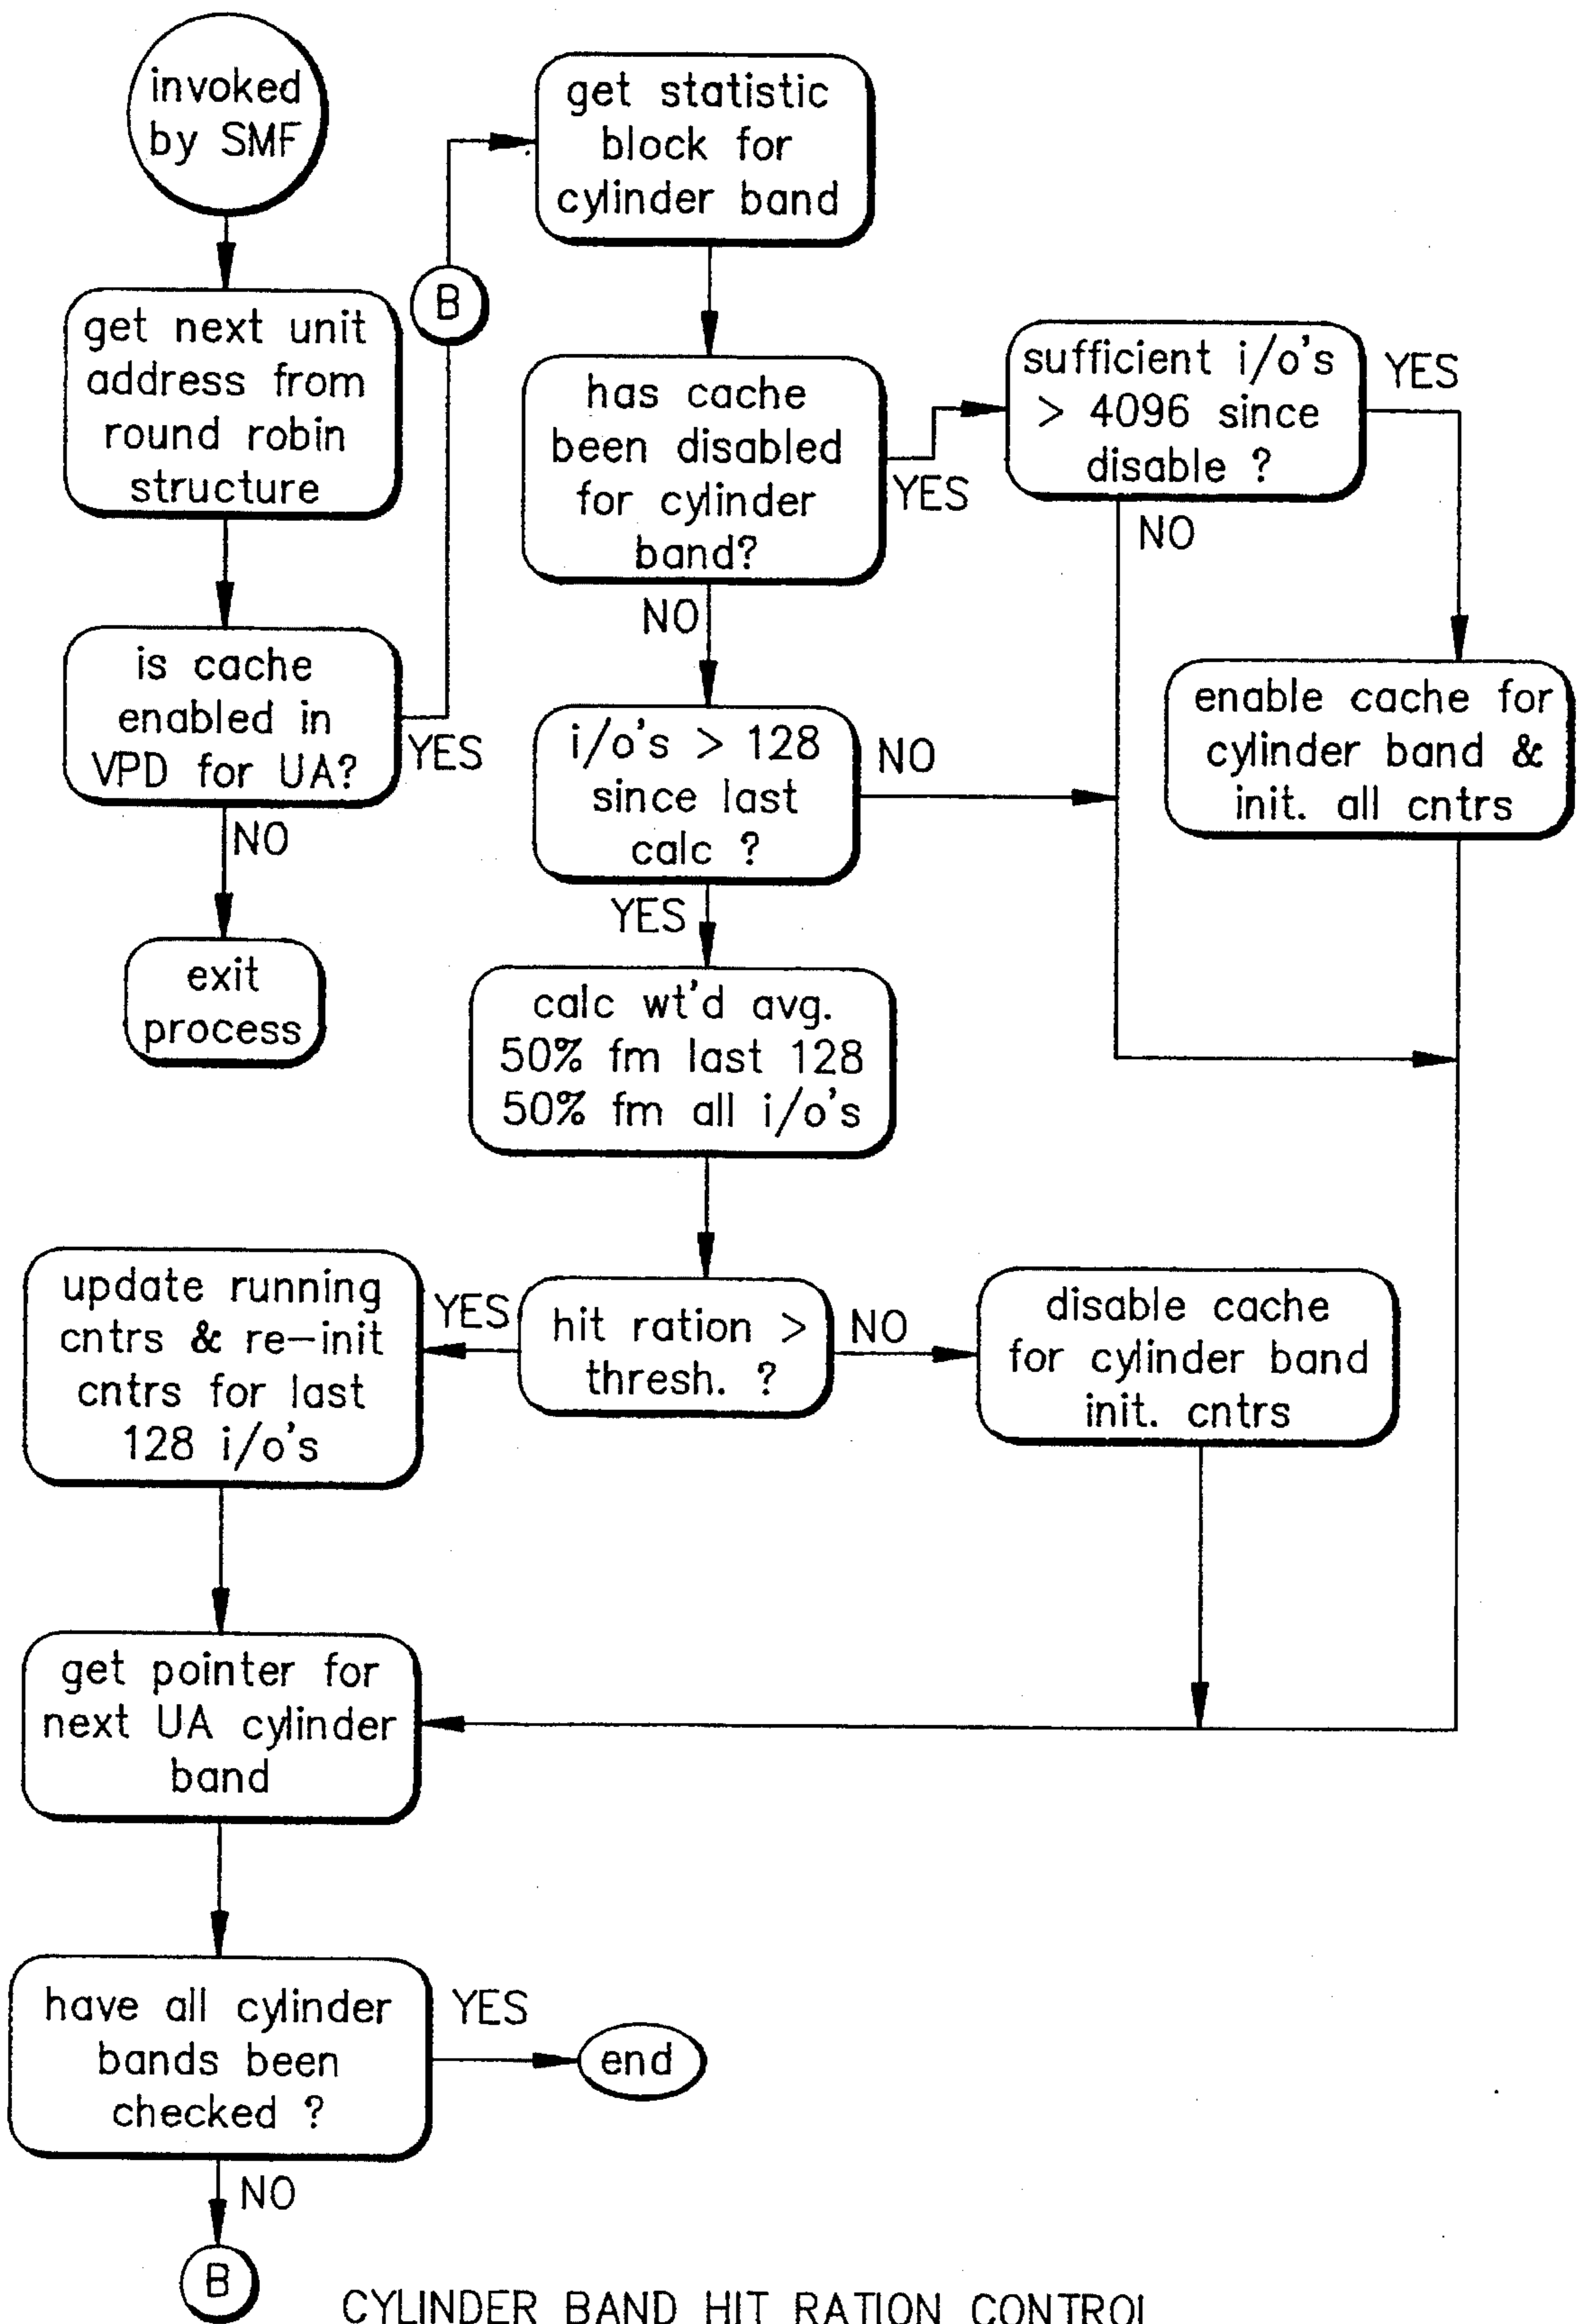 invoked
by SMF
get next unit
address from
round robin
structure
is cache
enabled in
VPD for UA?
YES
NO
exit
process
B
get statistic
block for
cylinder band
has cache
been disabled
for cylinder
band?
YES
NO
sufficient i/o's
> 4096 since
disable ?
YES
NO
enable cache for
cylinder band &
init. all cntrs
i/o's > 128
since last
calc ?
NO
YES
calc wt'd avg.
50% fm last 128
50% fm all i/o's
hit ration >
thresh. ?
YES
NO
update running
cntrs & re-init
cntrs for last
128 i/o's
disable cache
for cylinder band
init. cntrs
get pointer for
next UA cylinder
band
have all cylinder
bands been
checked ?
YES
end
NO
B
CYLINDER BAND HIT RATION CONTROL